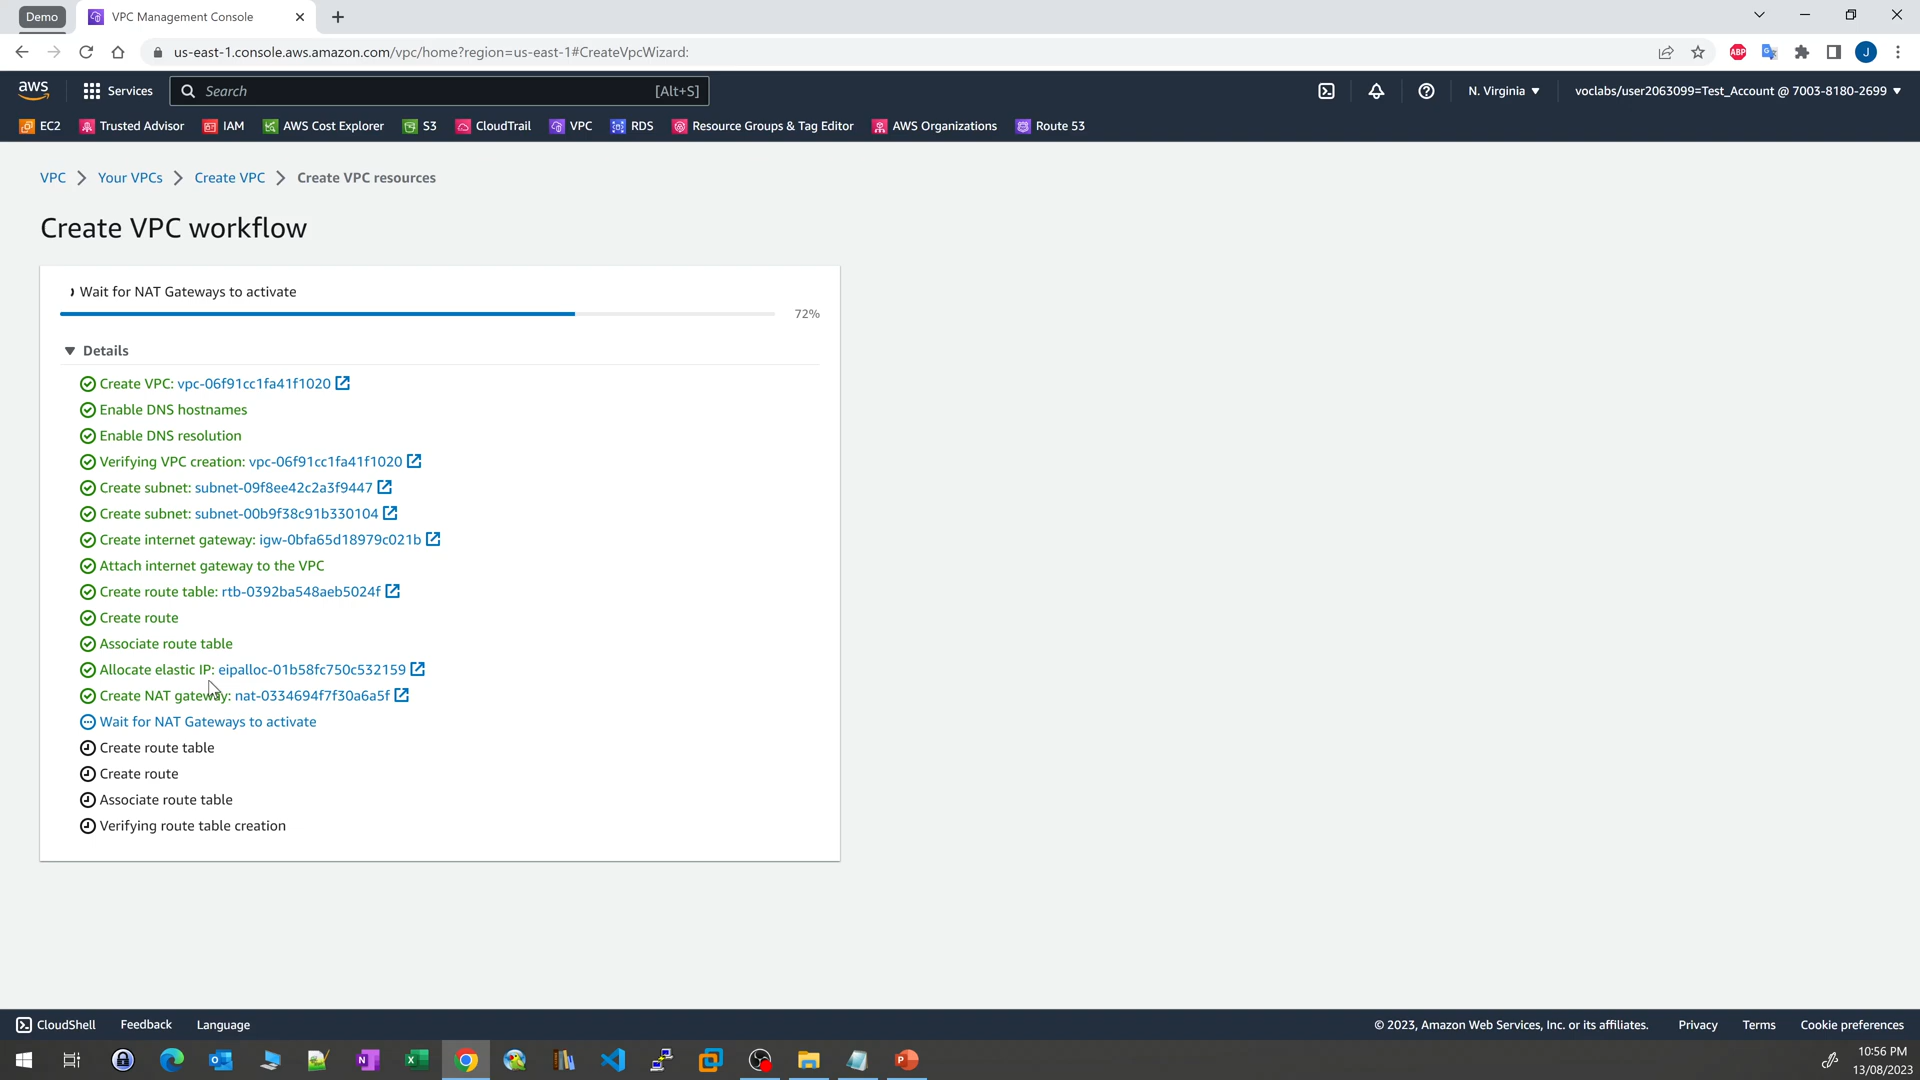 Demo
VPC Management Console
us-east-1.console.aws.amazon.com/vpc/home?region=us-east-1#CreateVpcWizard:
ABP
J
aws
Services
Search
[Alt+S]
N. Virginia
voclabs/user2063099=Test_Account @ 7003-8180-2699
EC2
Trusted Advisor
IAM
AWS Cost Explorer
S3
CloudTrail
VPC
RDS
Resource Groups & Tag Editor
AWS Organizations
Route 53
VPC
Your VPCs
Create VPC
Create VPC resources
Create VPC workflow
Wait for NAT Gateways to activate
72%
Details
Create VPC: vpc-06f91cc1fa41f1020
Enable DNS hostnames
Enable DNS resolution
Verifying VPC creation: vpc-06f91cc1fa41f1020
Create subnet: subnet-09f8ee42c2a3f9447
Create subnet: subnet-00b9f38c91b330104
Create internet gateway: igw-0bfa65d18979c021b
Attach internet gateway to the VPC
Create route table: rtb-0392ba548aeb5024f
Create route
Associate route table
Allocate elastic IP: eipalloc-01b58fc750c532159
Create NAT gateway: nat-0334694f7f30a6a5f
Wait for NAT Gateways to activate
Create route table
Create route
Associate route table
Verifying route table creation
CloudShell
Feedback
Language
© 2023, Amazon Web Services, Inc. or its affiliates.
Privacy
Terms
Cookie preferences
10:56 PM
13/08/2023